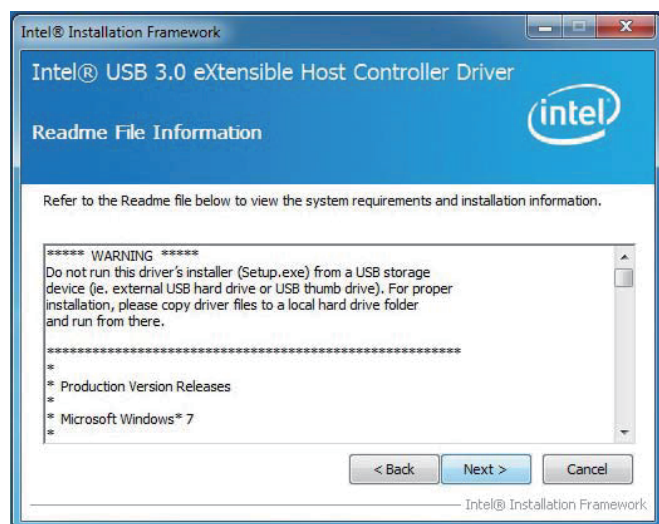 Intel® Installation Framework
Intel® USB 3.0 eXtensible Host Controller Driver
intel
Readme File Information
Refer to the Readme file below to view the system requirements and installation information.
***** WARNING *****
Do not run this driver's installer (Setup.exe) from a USB storage
device (ie. external USB hard drive or USB thumb drive). For proper
installation, please copy driver files to a local hard drive folder
and run from there.
*******************************************************
*
* Production Version Releases
*
* Microsoft Windows* 7
*
< Back Next > Cancel
Intel® Installation Framework